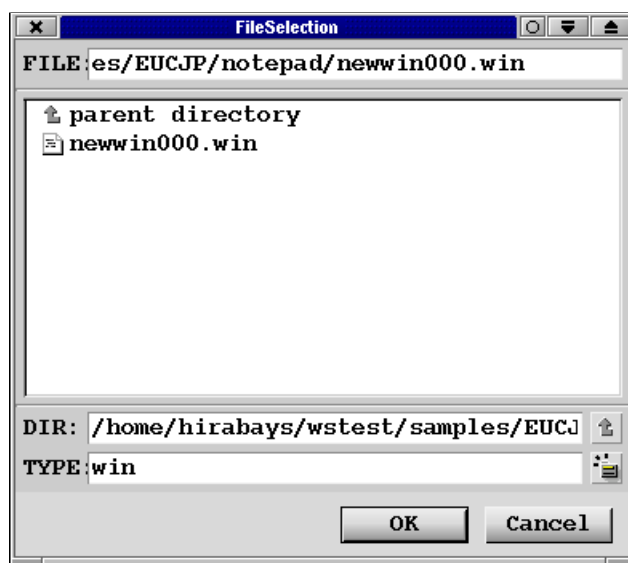 FileSelection
FILE: es/EUCJP/notepad/newwin000.win
parent directory
newwin000.win
DIR: /home/hirabays/wstest/samples/EUCJ
TYPE: win
OK Cancel